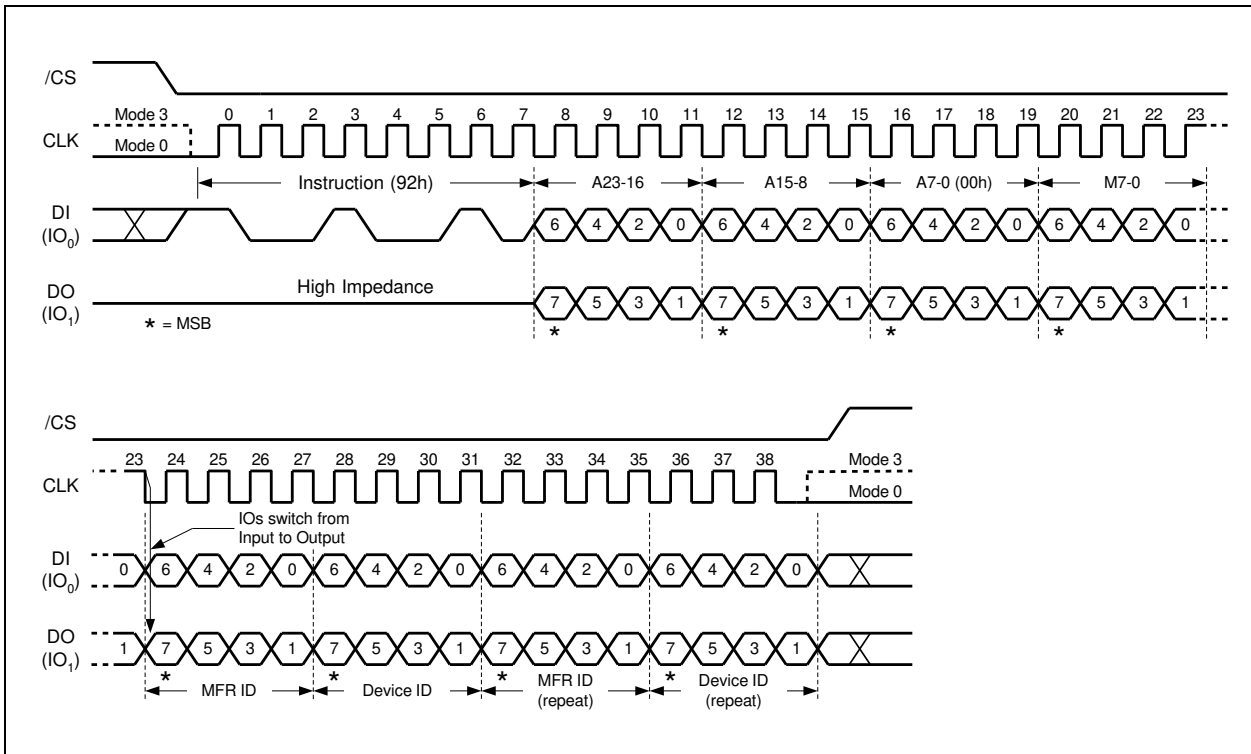 /CS
Mode 3 0 1 2 3 4 5 6 7 8 9 10 11 12 13 14 15 16 17 18 19 20 21 22 23
CLK
Mode 0
Instruction (92h) A23-16 A15-8 A7-0 (00h) M7-0
DI
(IO0)
6 4 2 0 6 4 2 0 6 4 2 0 6 4 2 0
High Impedance
DO
(IO1)
7 5 3 1 7 5 3 1 7 5 3 1 7 5 3 1
* = MSB
* * * *
/CS
23 24 25 26 27 28 29 30 31 32 33 34 35 36 37 38 Mode 3
CLK
Mode 0
IOs switch from
Input to Output
DI
(IO0)
0 6 4 2 0 6 4 2 0 6 4 2 0 6 4 2 0
DO
(IO1)
1 7 5 3 1 7 5 3 1 7 5 3 1 7 5 3 1
* * * *
MFR ID Device ID MFR ID
(repeat)
Device ID
(repeat)